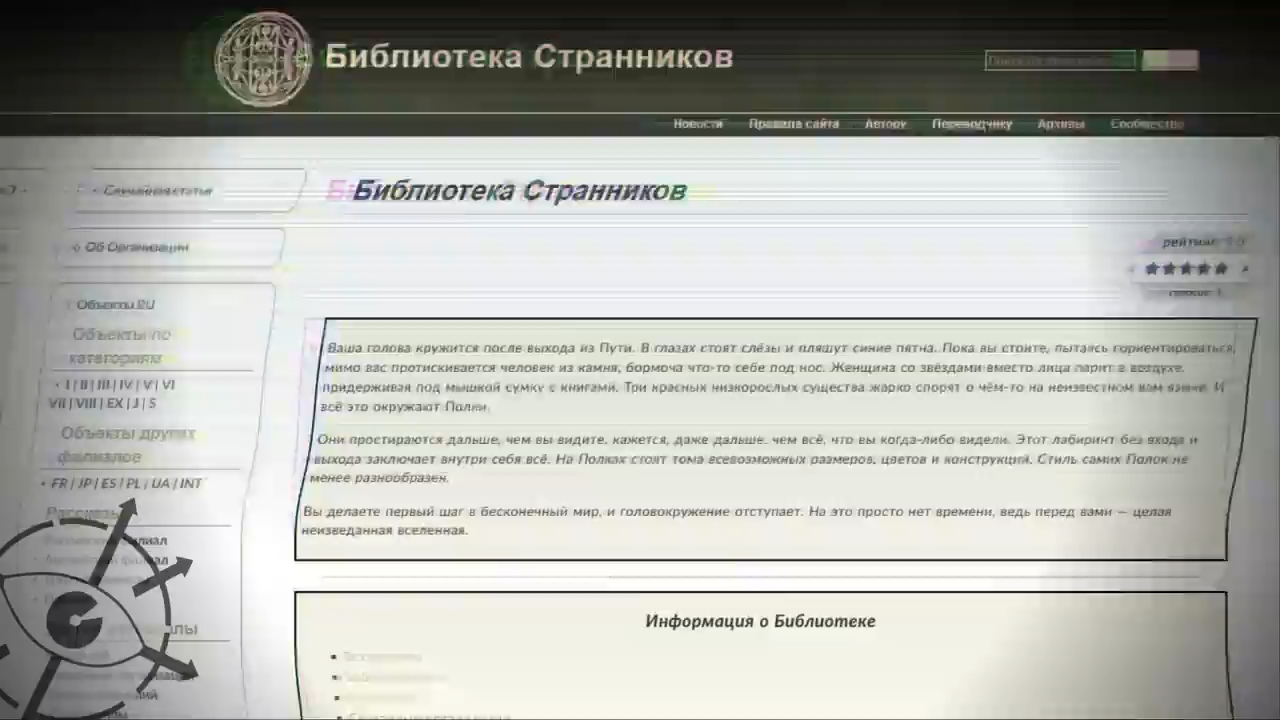 Библиотека Странников
Новости Правила сайта Автору Переводчику Архивы Сообщество
Случайная статья
Библиотека Странников
Об Организации
рейтинг:
Объекты RU
Объекты по
категориям
I | II | III | IV | V | VI
VII | VIII | EX | J | S
Объекты других
филиалов
FR | JP | ES | PL | UA | INT
Рассказы
Ваша голова кружится после выхода из Пути. В глазах стоят слёзы и пляшут синие пятна. Пока вы стоите, пытаясь гориентироваться,
мимо вас протискивается человек из камня, бормоча что-то себе под нос. Женщина со звёздами вместо лица парит в воздухе,
придерживая под мышкой сумку с книгами. Три красных низкорослых существа жарко спорят о чём-то на неизвестном вам языке. И
всё это окружают Полки.
Они простираются дальше, чем вы видите, кажется, даже дальше, чем всё, что вы когда-либо видели. Этот лабиринт без входа и
выхода заключает внутри себя всё. На Полках стоят тома всевозможных размеров, цветов и конструкций. Стиль самих Полок не
менее разнообразен.
Вы делаете первый шаг в бесконечный мир, и головокружение отступает. На это просто нет времени, ведь перед вами — целая
неизведанная вселенная.
Информация о Библиотеке